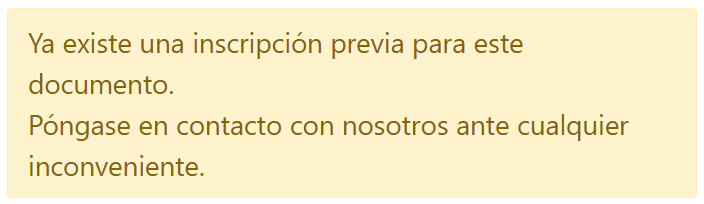 Ya existe una inscripción previa para este
documento.
Póngase en contacto con nosotros ante cualquier
inconveniente.